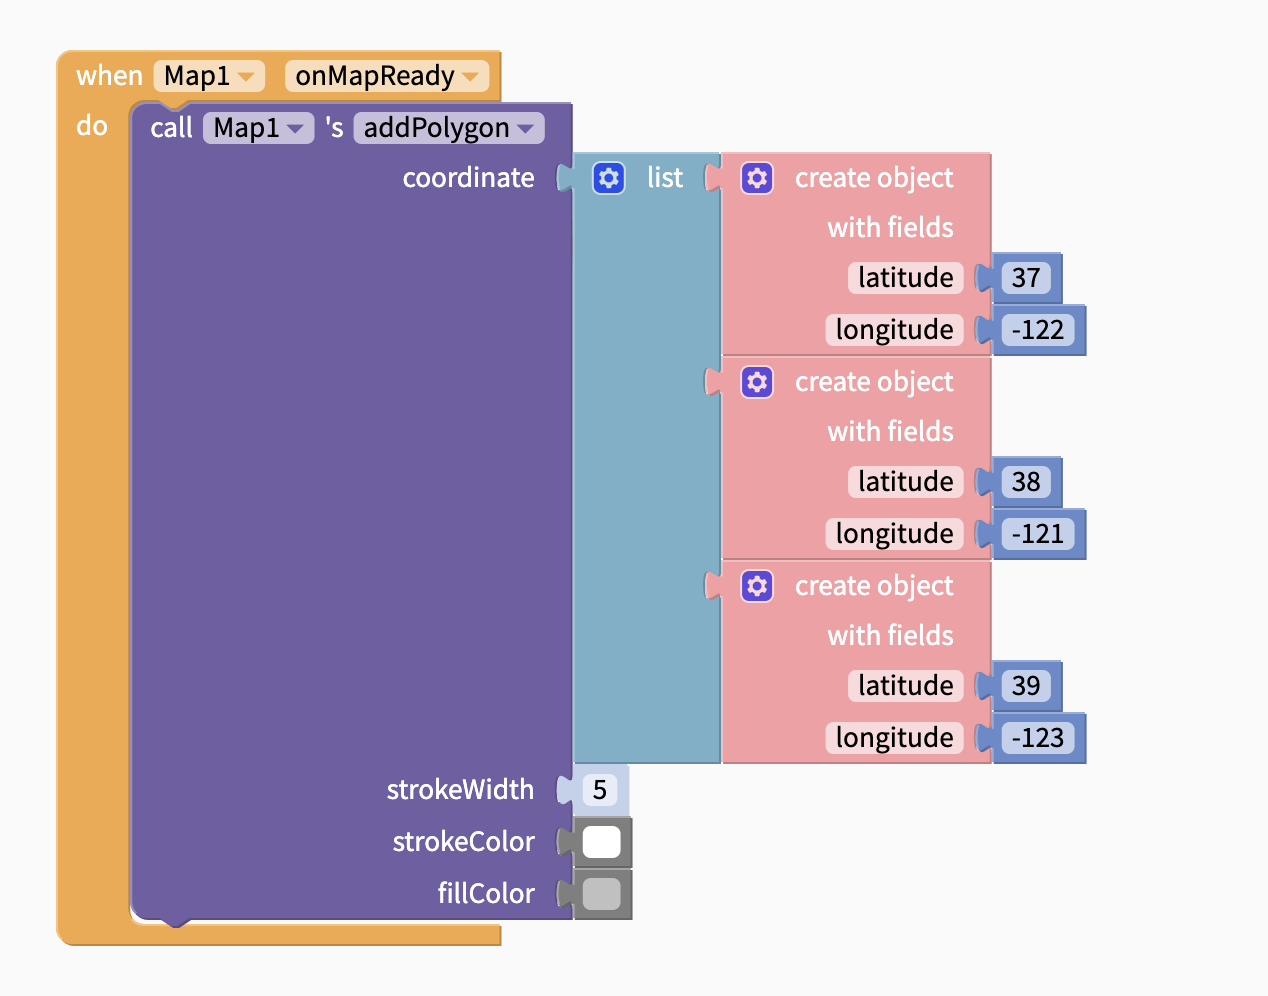 when Map1 onMapReady
do call Map1 's addPolygon
coordinate list create object
with fields
latitude 37
longitude -122
create object
with fields
latitude 38
longitude -121
create object
with fields
latitude 39
longitude -123
strokeWidth 5
strokeColor
fillColor